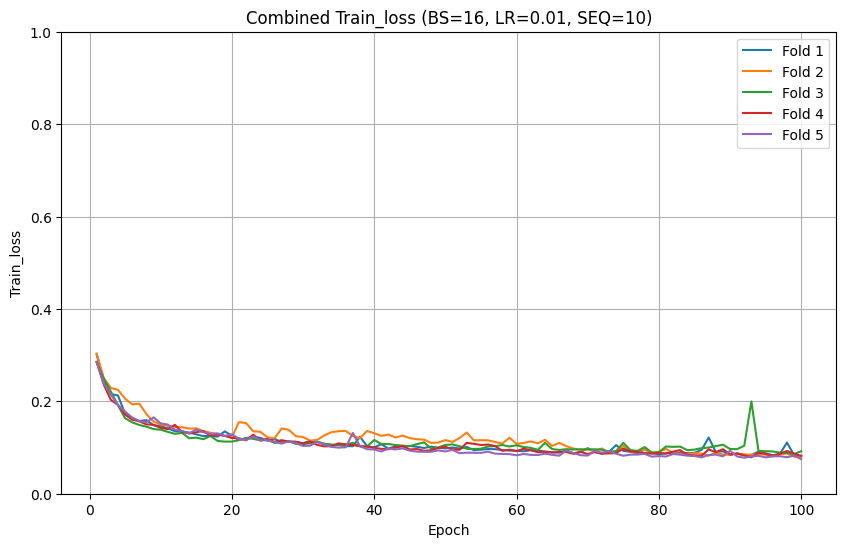 Combined Train_loss (BS=16, LR=0.01, SEQ=10)
Fold 1
Fold 2
Fold 3
Fold 4
Fold 5
Train_loss
1.0
0.8
0.6
0.4
0.2
0.0
0 20 40 60 80 100
Epoch